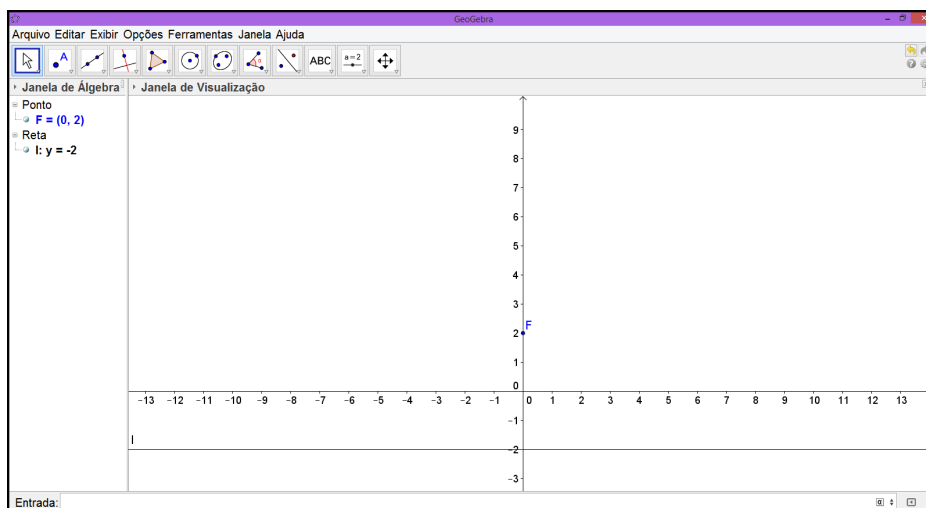 GeoGebra
Arquivo Editar Exibir Opções Ferramentas Janela Ajuda
A α ABC a=2
Janela de Álgebra
Janela de Visualização
Ponto
F = (0, 2)
Reta
l: y = -2
9
8
7
6
5
4
3
2 F
1
0
-13 -12 -11 -10 -9 -8 -7 -6 -5 -4 -3 -2 -1 0 1 2 3 4 5 6 7 8 9 10 11 12 13
-1
l
-2
-3
Entrada: α